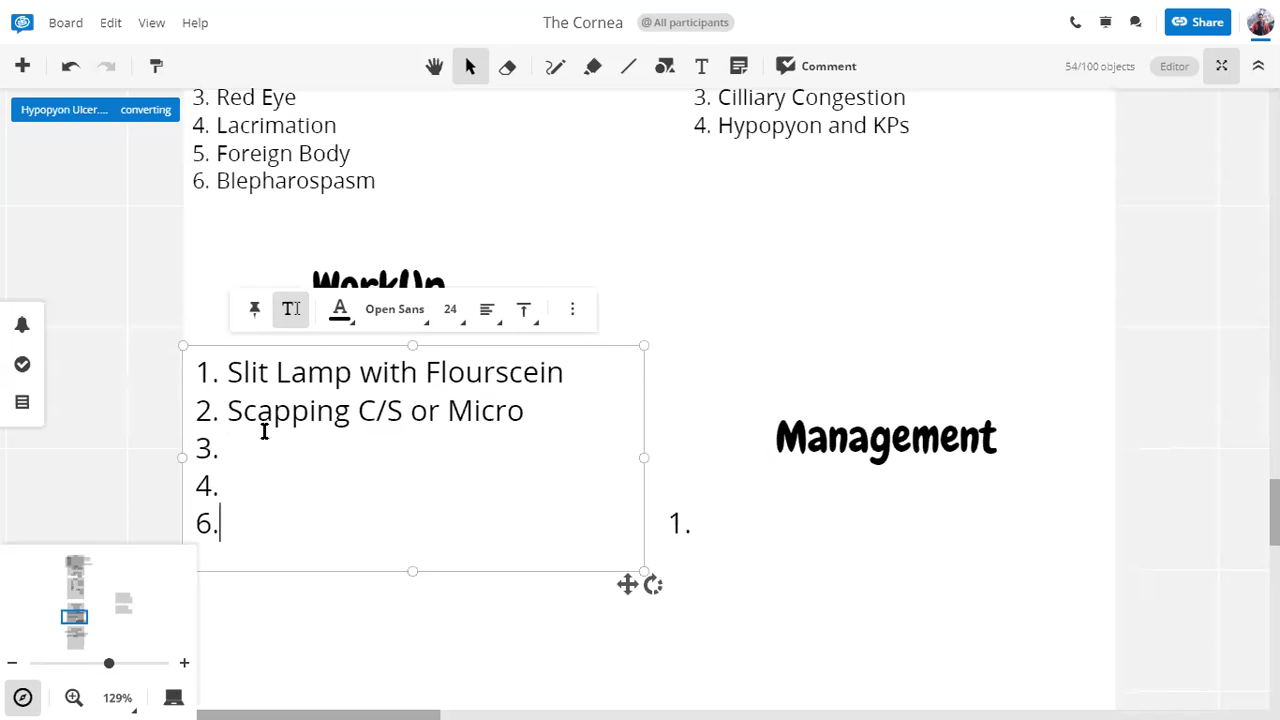 Board Edit View Help
The Cornea @ All participants
Share
Comment
54/100 objects
Editor
Hypopyon Ulcer.... converting
3. Red Eye
4. Lacrimation
5. Foreign Body
6. Blepharospasm
3. Cilliary Congestion
4. Hypopyon and KPs
WorkUp
A Open Sans 24
1. Slit Lamp with Flourscein
2. Scapping C/S or Micro
3.
4.
6.
Management
1.
129%